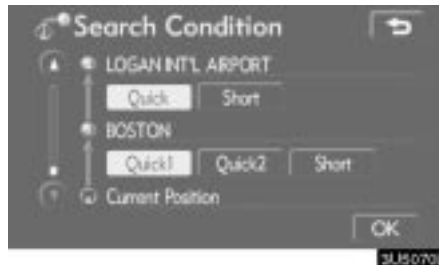 Search Condition
LOGAN INT'L AIRPORT
Quick Short
BOSTON
Quick1 Quick2 Short
Current Position
OK
3U5070